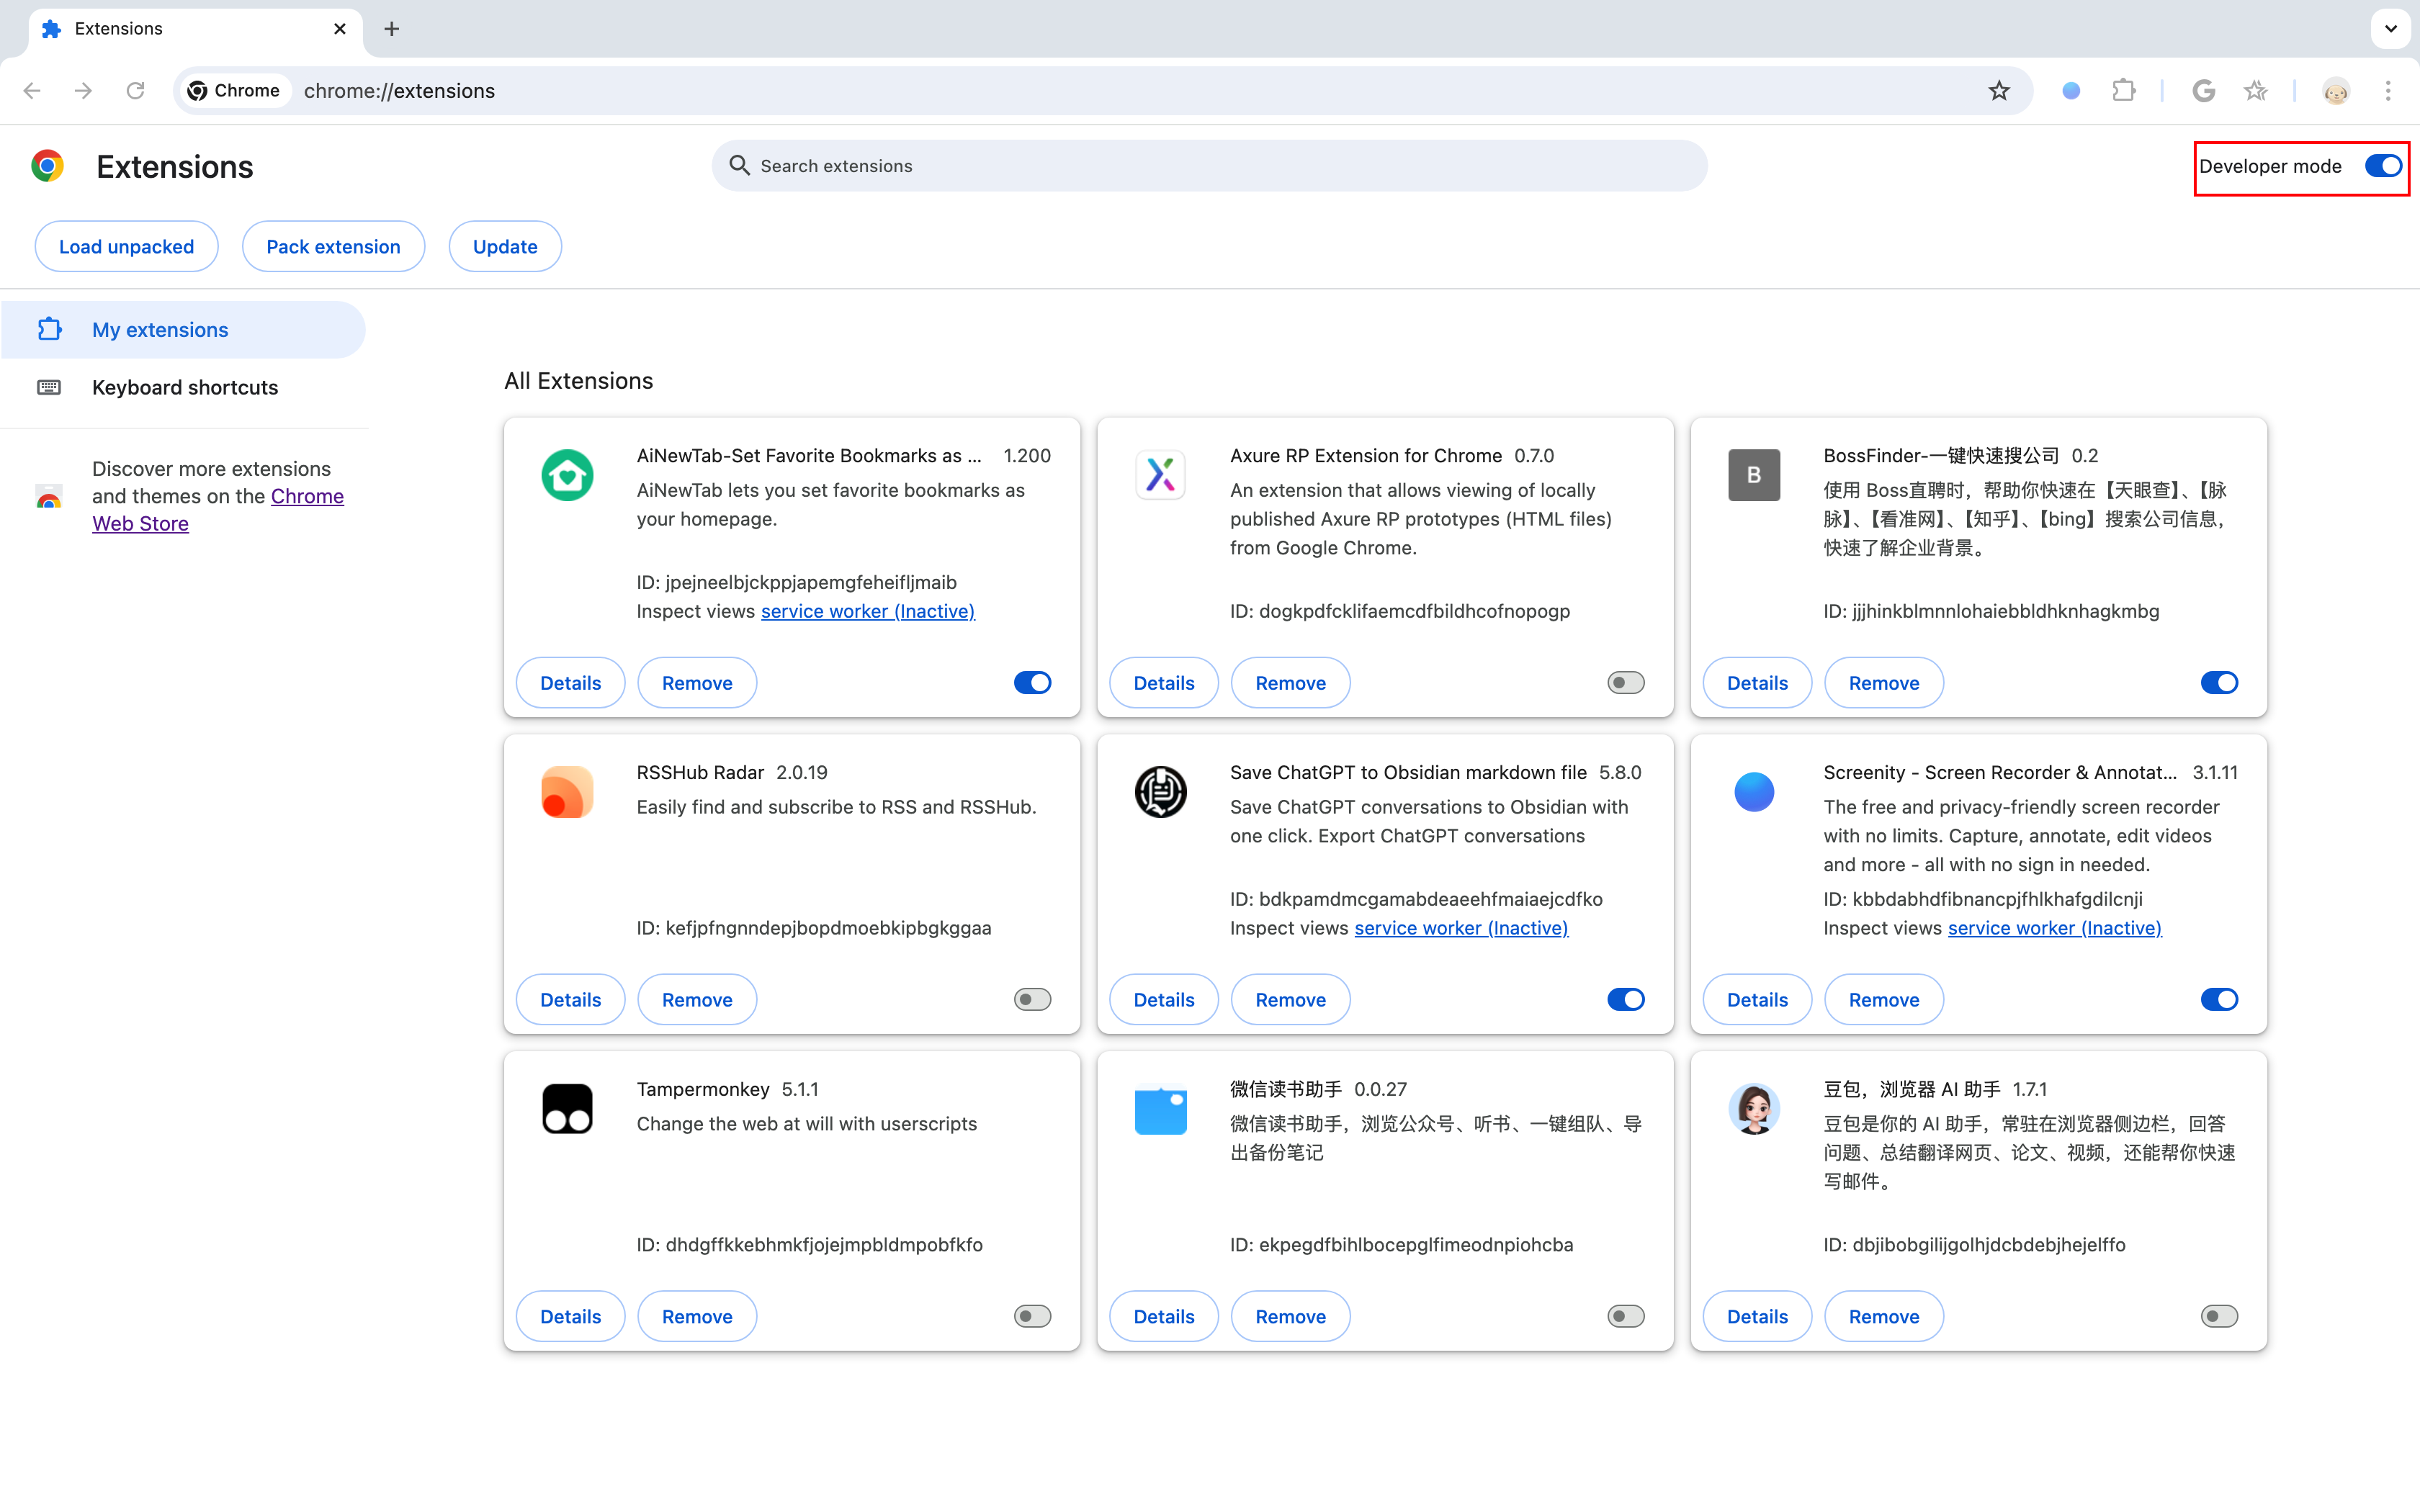 Extensions
Chrome
chrome://extensions
Extensions
Search extensions
Developer mode
Load unpacked
Pack extension
Update
My extensions
Keyboard shortcuts
Discover more extensions
and themes on the Chrome
Web Store
All Extensions
AiNewTab-Set Favorite Bookmarks as ... 1.200
AiNewTab lets you set favorite bookmarks as
your homepage.
ID: jpejneelbjckppjapemgfeheifljmaib
Inspect views service worker (Inactive)
Details
Remove
Axure RP Extension for Chrome 0.7.0
An extension that allows viewing of locally
published Axure RP prototypes (HTML files)
from Google Chrome.
ID: dogkpdfcklifaemcdfbildhcofnopogp
Details
Remove
B
BossFinder-一键快速搜公司 0.2
使用 Boss直聘时，帮助你快速在【天眼查】、【脉
脉】、【看准网】、【知乎】、【bing】搜索公司信息，
快速了解企业背景。
ID: jjjhinkblmnnlohaiebbldhknhagkmbg
Details
Remove
RSSHub Radar 2.0.19
Easily find and subscribe to RSS and RSSHub.
ID: kefjpfngnndepjbopdmoebkipbgkggaa
Details
Remove
Save ChatGPT to Obsidian markdown file 5.8.0
Save ChatGPT conversations to Obsidian with
one click. Export ChatGPT conversations
ID: bdkpamdmcgamabdeaeehfmaiaejcdfko
Inspect views service worker (Inactive)
Details
Remove
Screenity - Screen Recorder & Annotat... 3.1.11
The free and privacy-friendly screen recorder
with no limits. Capture, annotate, edit videos
and more - all with no sign in needed.
ID: kbbdabhdfibnancpjfhlkhafgdilcnji
Inspect views service worker (Inactive)
Details
Remove
Tampermonkey 5.1.1
Change the web at will with userscripts
ID: dhdgffkkebhmkfjojejmpbldmpobfkfo
Details
Remove
微信读书助手 0.0.27
微信读书助手，浏览公众号、听书、一键组队、导
出备份笔记
ID: ekpegdfbihlbocepglfimeodnpiohcba
Details
Remove
豆包，浏览器 AI 助手 1.7.1
豆包是你的 AI 助手，常驻在浏览器侧边栏，回答
问题、总结翻译网页、论文、视频，还能帮你快速
写邮件。
ID: dbjibobgilijgolhjdcbdebjhejelffo
Details
Remove